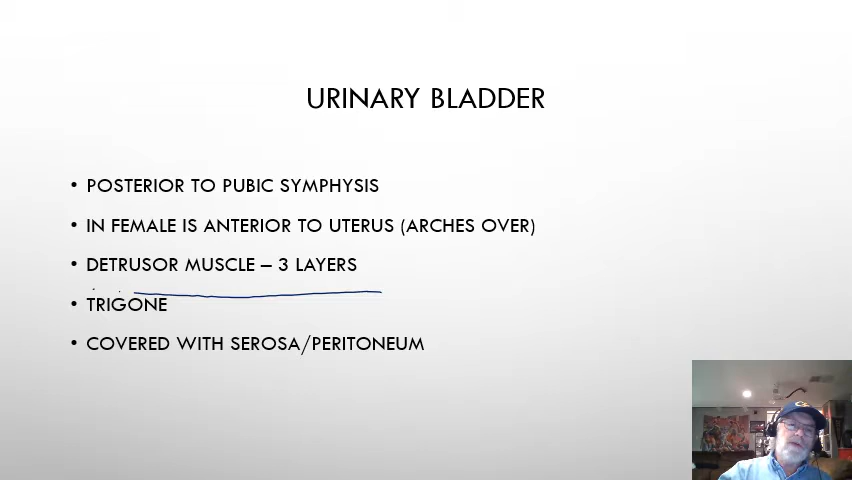 URINARY BLADDER
• POSTERIOR TO PUBIC SYMPHYSIS
• IN FEMALE IS ANTERIOR TO UTERUS (ARCHES OVER)
• DETRUSOR MUSCLE – 3 LAYERS
• TRIGONE
• COVERED WITH SEROSA/PERITONEUM